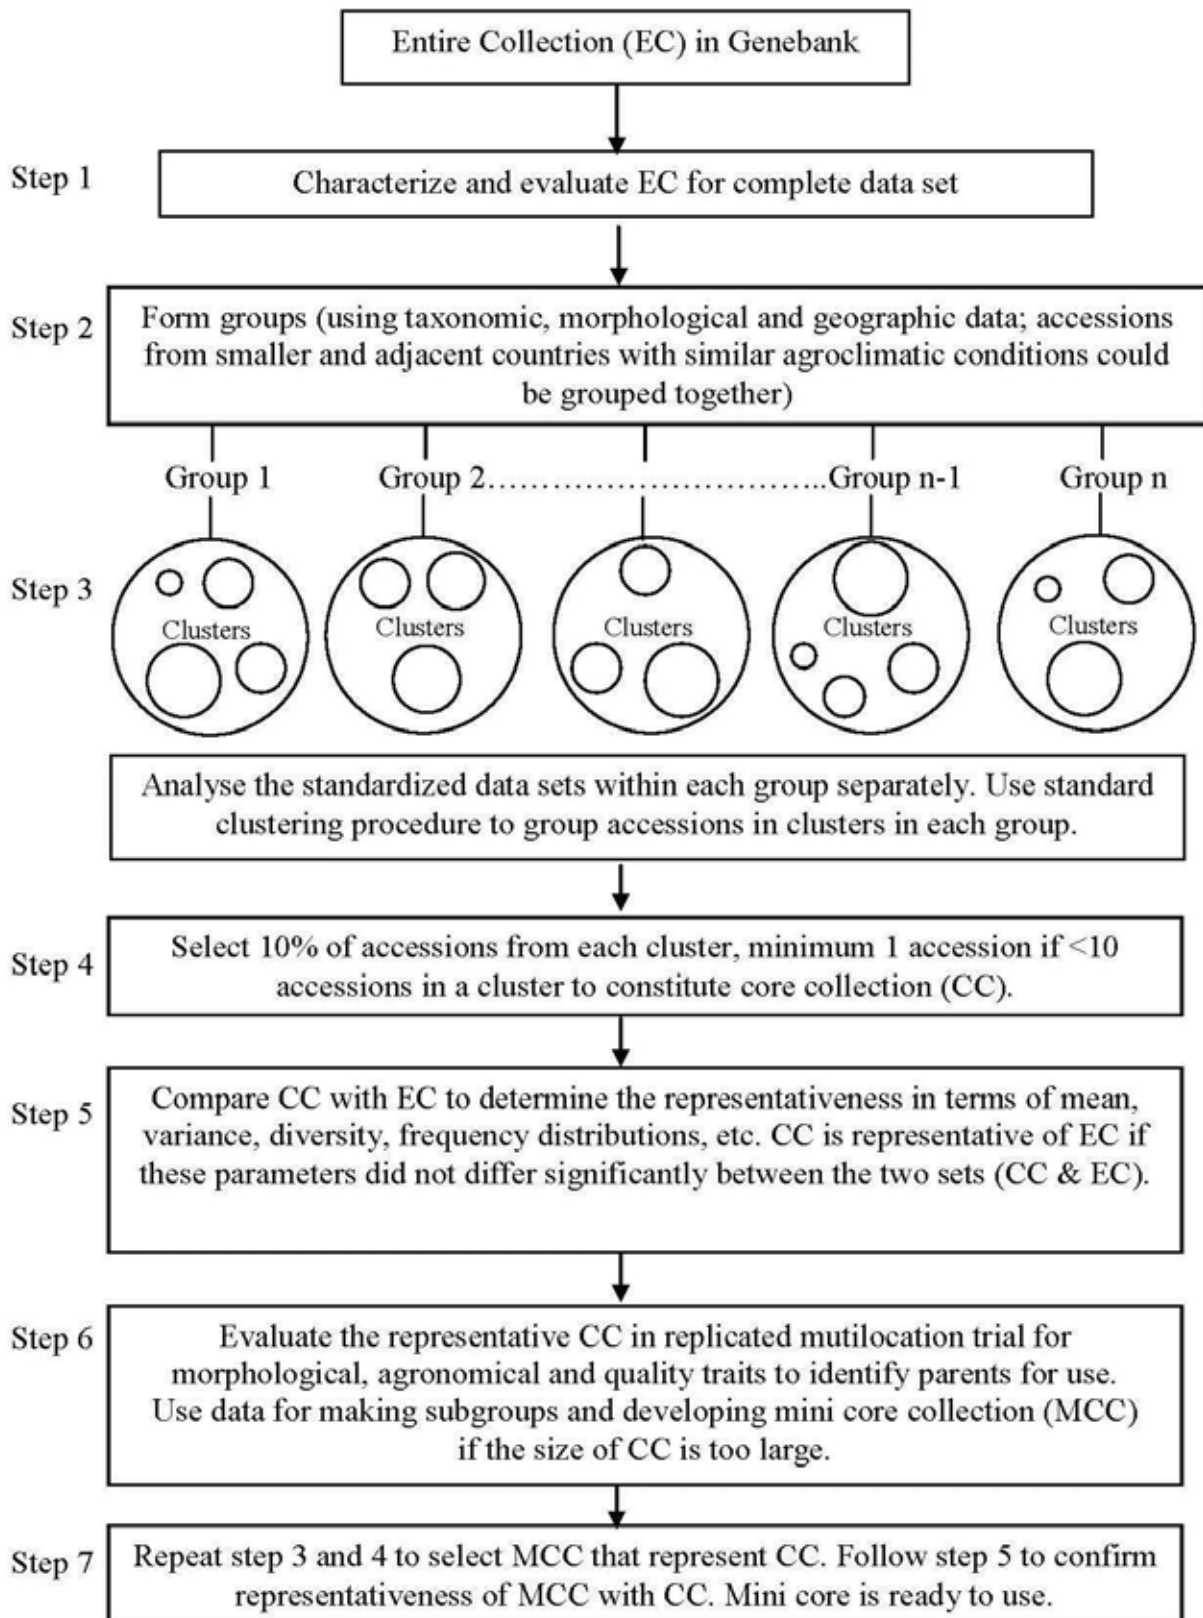 Entire Collection (EC) in Genebank
Step 1
Characterize and evaluate EC for complete data set
Step 2
Form groups (using taxonomic, morphological and geographic data; accessions
from smaller and adjacent countries with similar agroclimatic conditions could
be grouped together)
Group 1 Group 2…………………………..Group n-1 Group n
Step 3
Clusters Clusters Clusters Clusters Clusters
Analyse the standardized data sets within each group separately. Use standard
clustering procedure to group accessions in clusters in each group.
Step 4
Select 10% of accessions from each cluster, minimum 1 accession if <10
accessions in a cluster to constitute core collection (CC).
Step 5
Compare CC with EC to determine the representativeness in terms of mean,
variance, diversity, frequency distributions, etc. CC is representative of EC if
these parameters did not differ significantly between the two sets (CC & EC).
Step 6
Evaluate the representative CC in replicated mutilocation trial for
morphological, agronomical and quality traits to identify parents for use.
Use data for making subgroups and developing mini core collection (MCC)
if the size of CC is too large.
Step 7
Repeat step 3 and 4 to select MCC that represent CC. Follow step 5 to confirm
representativeness of MCC with CC. Mini core is ready to use.